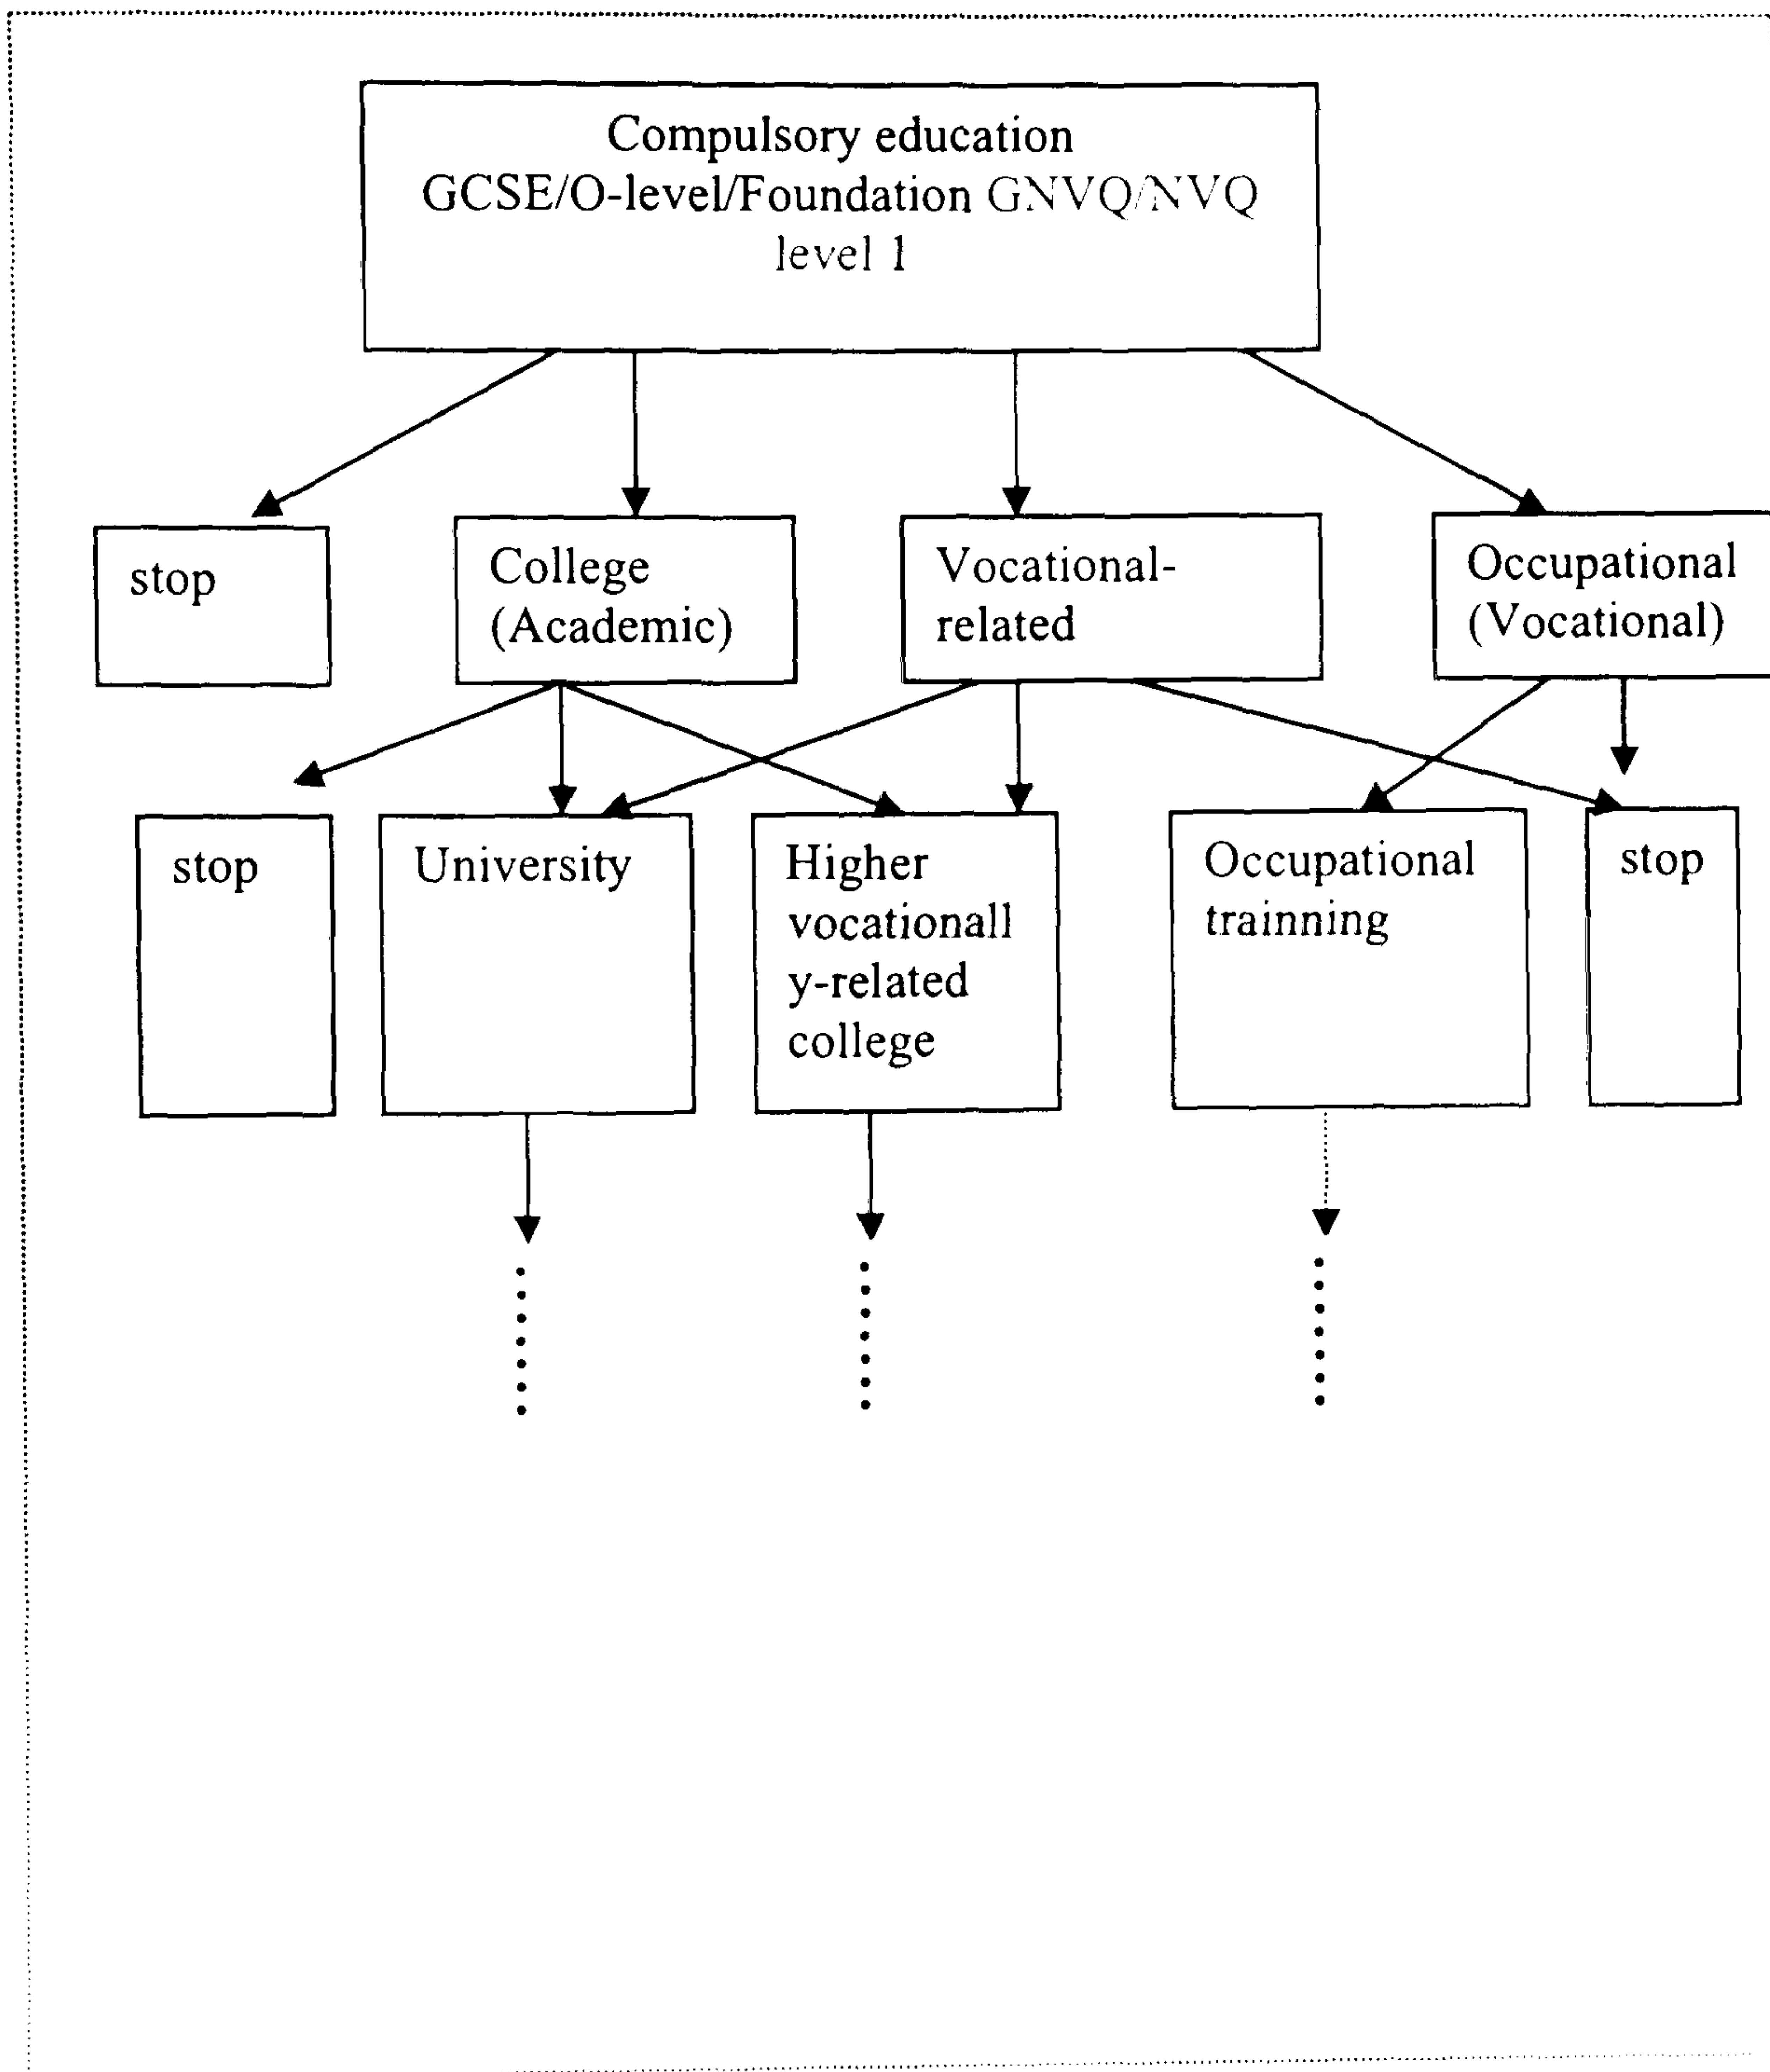 Compulsory education
GCSE/O-level/Foundation GNVQ/NVQ
level 1
stop
College
(Academic)
Vocational-
related
Occupational
(Vocational)
stop
University
Higher
vocationall
y-related
college
Occupational
trainning
stop